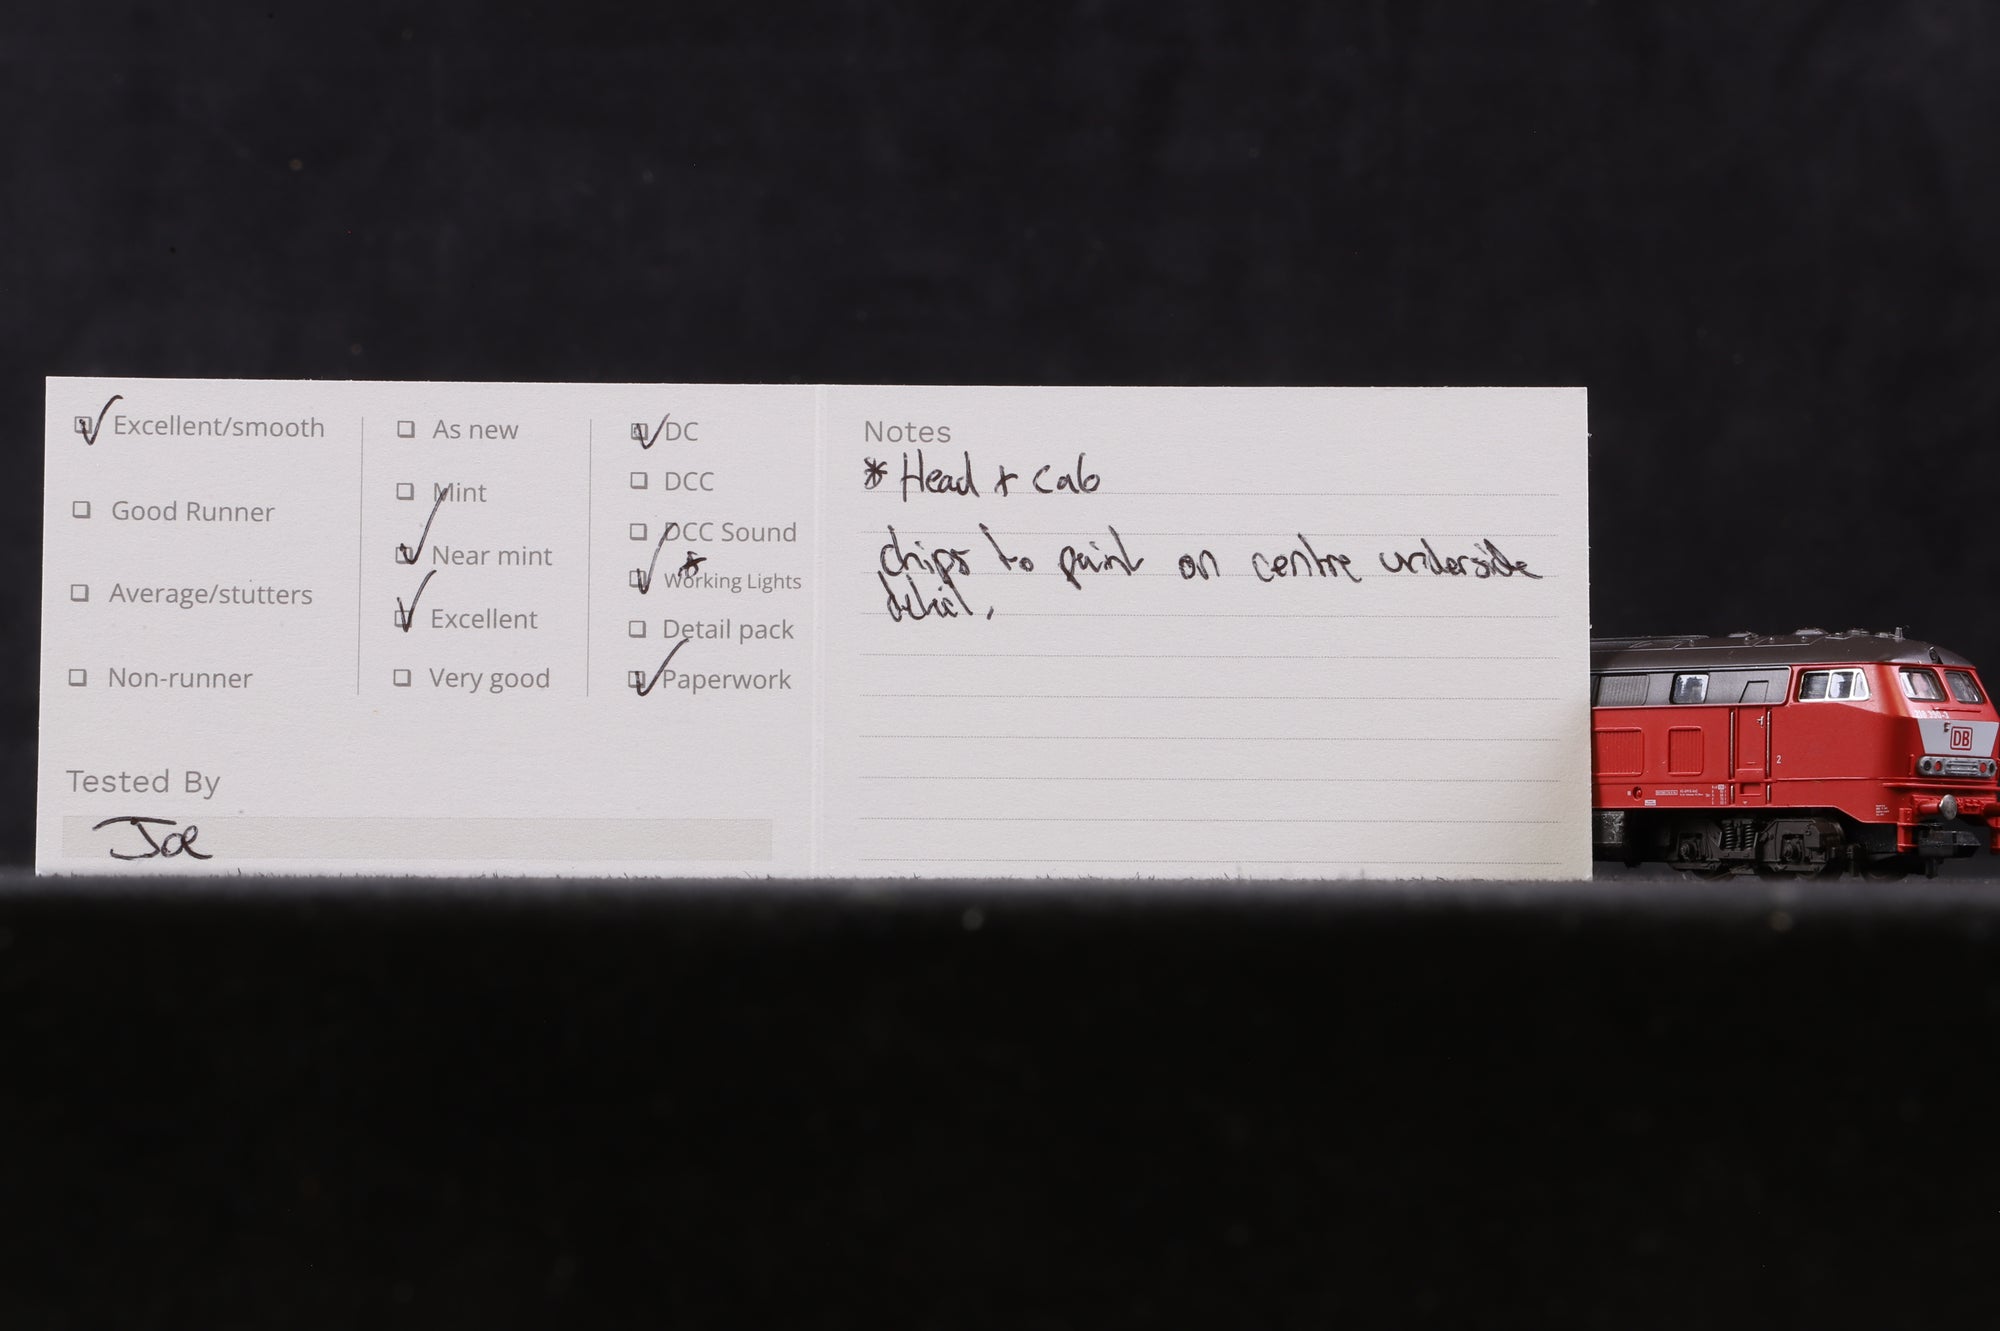 Excellent/smooth
Good Runner
Average/stutters
Non-runner
As new
Mint
Near mint
Excellent
Very good
DC
DCC
DCC Sound
* Working Lights
Detail pack
Paperwork
Tested By
Joe
Notes
* Head + Cab
chips to paint on centre underside
detail.
DB
2